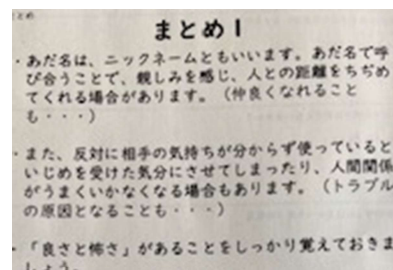 まとめ
まとめ1
・あだ名は、ニックネームともいいます。あだ名で呼
び合うことで、親しみを感じ、人との距離をちぢめ
てくれる場合があります。（仲良くなれること
も・・・）
・また、反対に相手の気持ちが分からず使っていると
いじめを受けた気分にさせてしまったり、人間関係
がうまくいかなくなる場合もあります。（トラブル
の原因となることも・・・）
・「良さと怖さ」があることをしっかり覚えておきま
しょう。